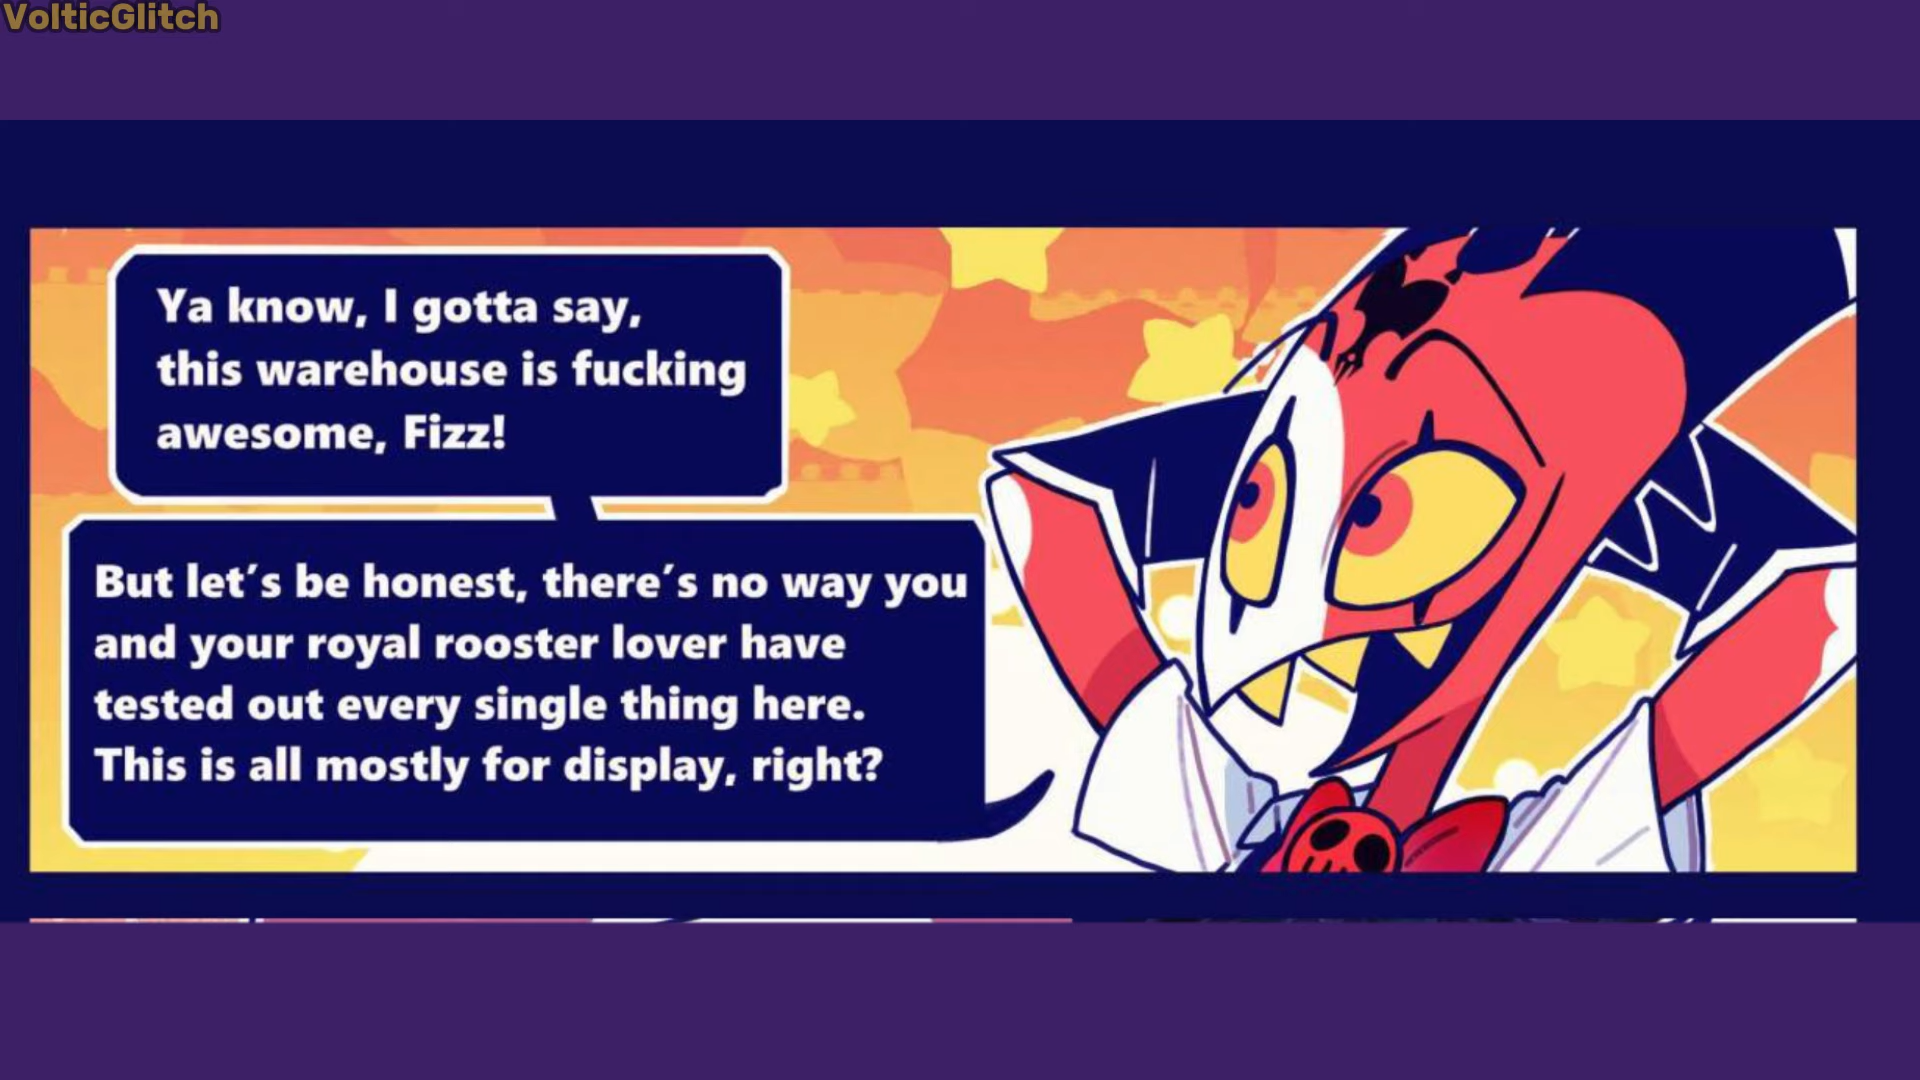 VolticGlitch
Ya know, I gotta say,
this warehouse is fucking
awesome, Fizz!
But let's be honest, there's no way you
and your royal rooster lover have
tested out every single thing here.
This is all mostly for display, right?